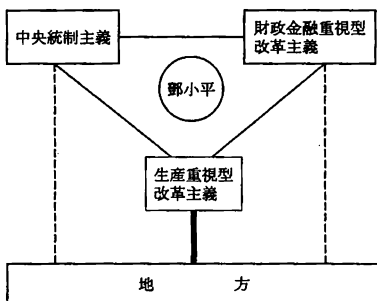 中央統制主義
財政金融重視型
改革主義
鄧小平
生産重視型
改革主義
地方